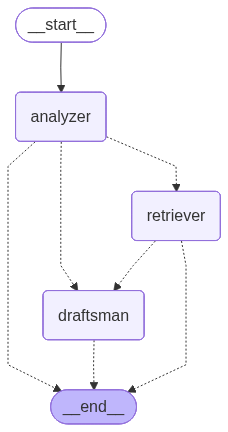 __start__
analyzer
retriever
draftsman
__end__